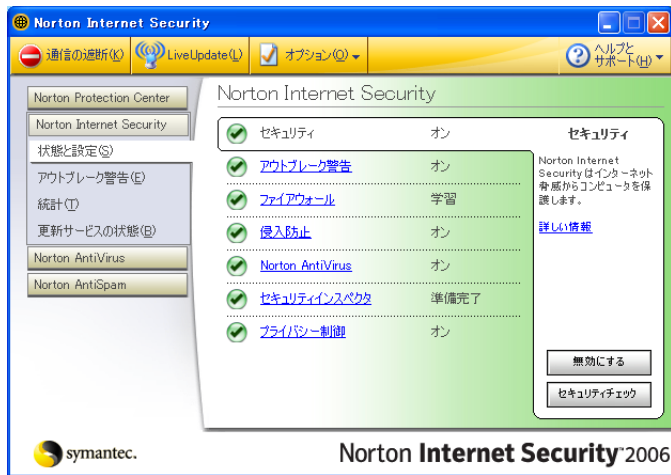 Norton Internet Security
通信の遮断(K)
LiveUpdate(L)
オプション(O)
ヘルプと
サポート(H)
Norton Protection Center
Norton Internet Security
状態と設定(S)
アウトブレーク警告(E)
統計(T)
更新サービスの状態(B)
Norton AntiVirus
Norton AntiSpam
Norton Internet Security
セキュリティ オン
アウトブレーク警告 オン
ファイアウォール 学習
侵入防止 オン
Norton AntiVirus オン
セキュリティインスペクタ 準備完了
プライバシー制御 オン
セキュリティ
Norton Internet
Security はインターネット
脅威からコンピュータを保
護します。
詳しい情報
無効にする
セキュリティチェック
symantec.
Norton Internet Security 2006